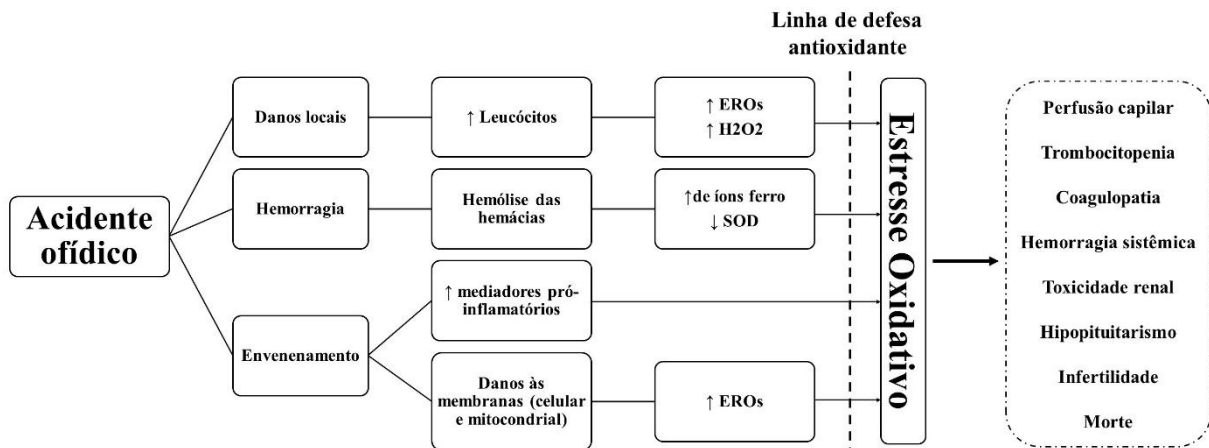 Linha de defesa
antioxidante
Acidente
ofídico
Danos locais
↑ Leucócitos
↑ EROs
↑ H2O2
Hemorragia
Hemólise das
hemácias
↑de íons ferro
↓ SOD
Envenenamento
↑ mediadores pró-
inflamatórios
Danos às
membranas (celular
e mitocondrial)
↑ EROs
Estresse Oxidativo
Perfusão capilar
Trombocitopenia
Coagulopatia
Hemorragia sistêmica
Toxicidade renal
Hipopituitarismo
Infertilidade
Morte